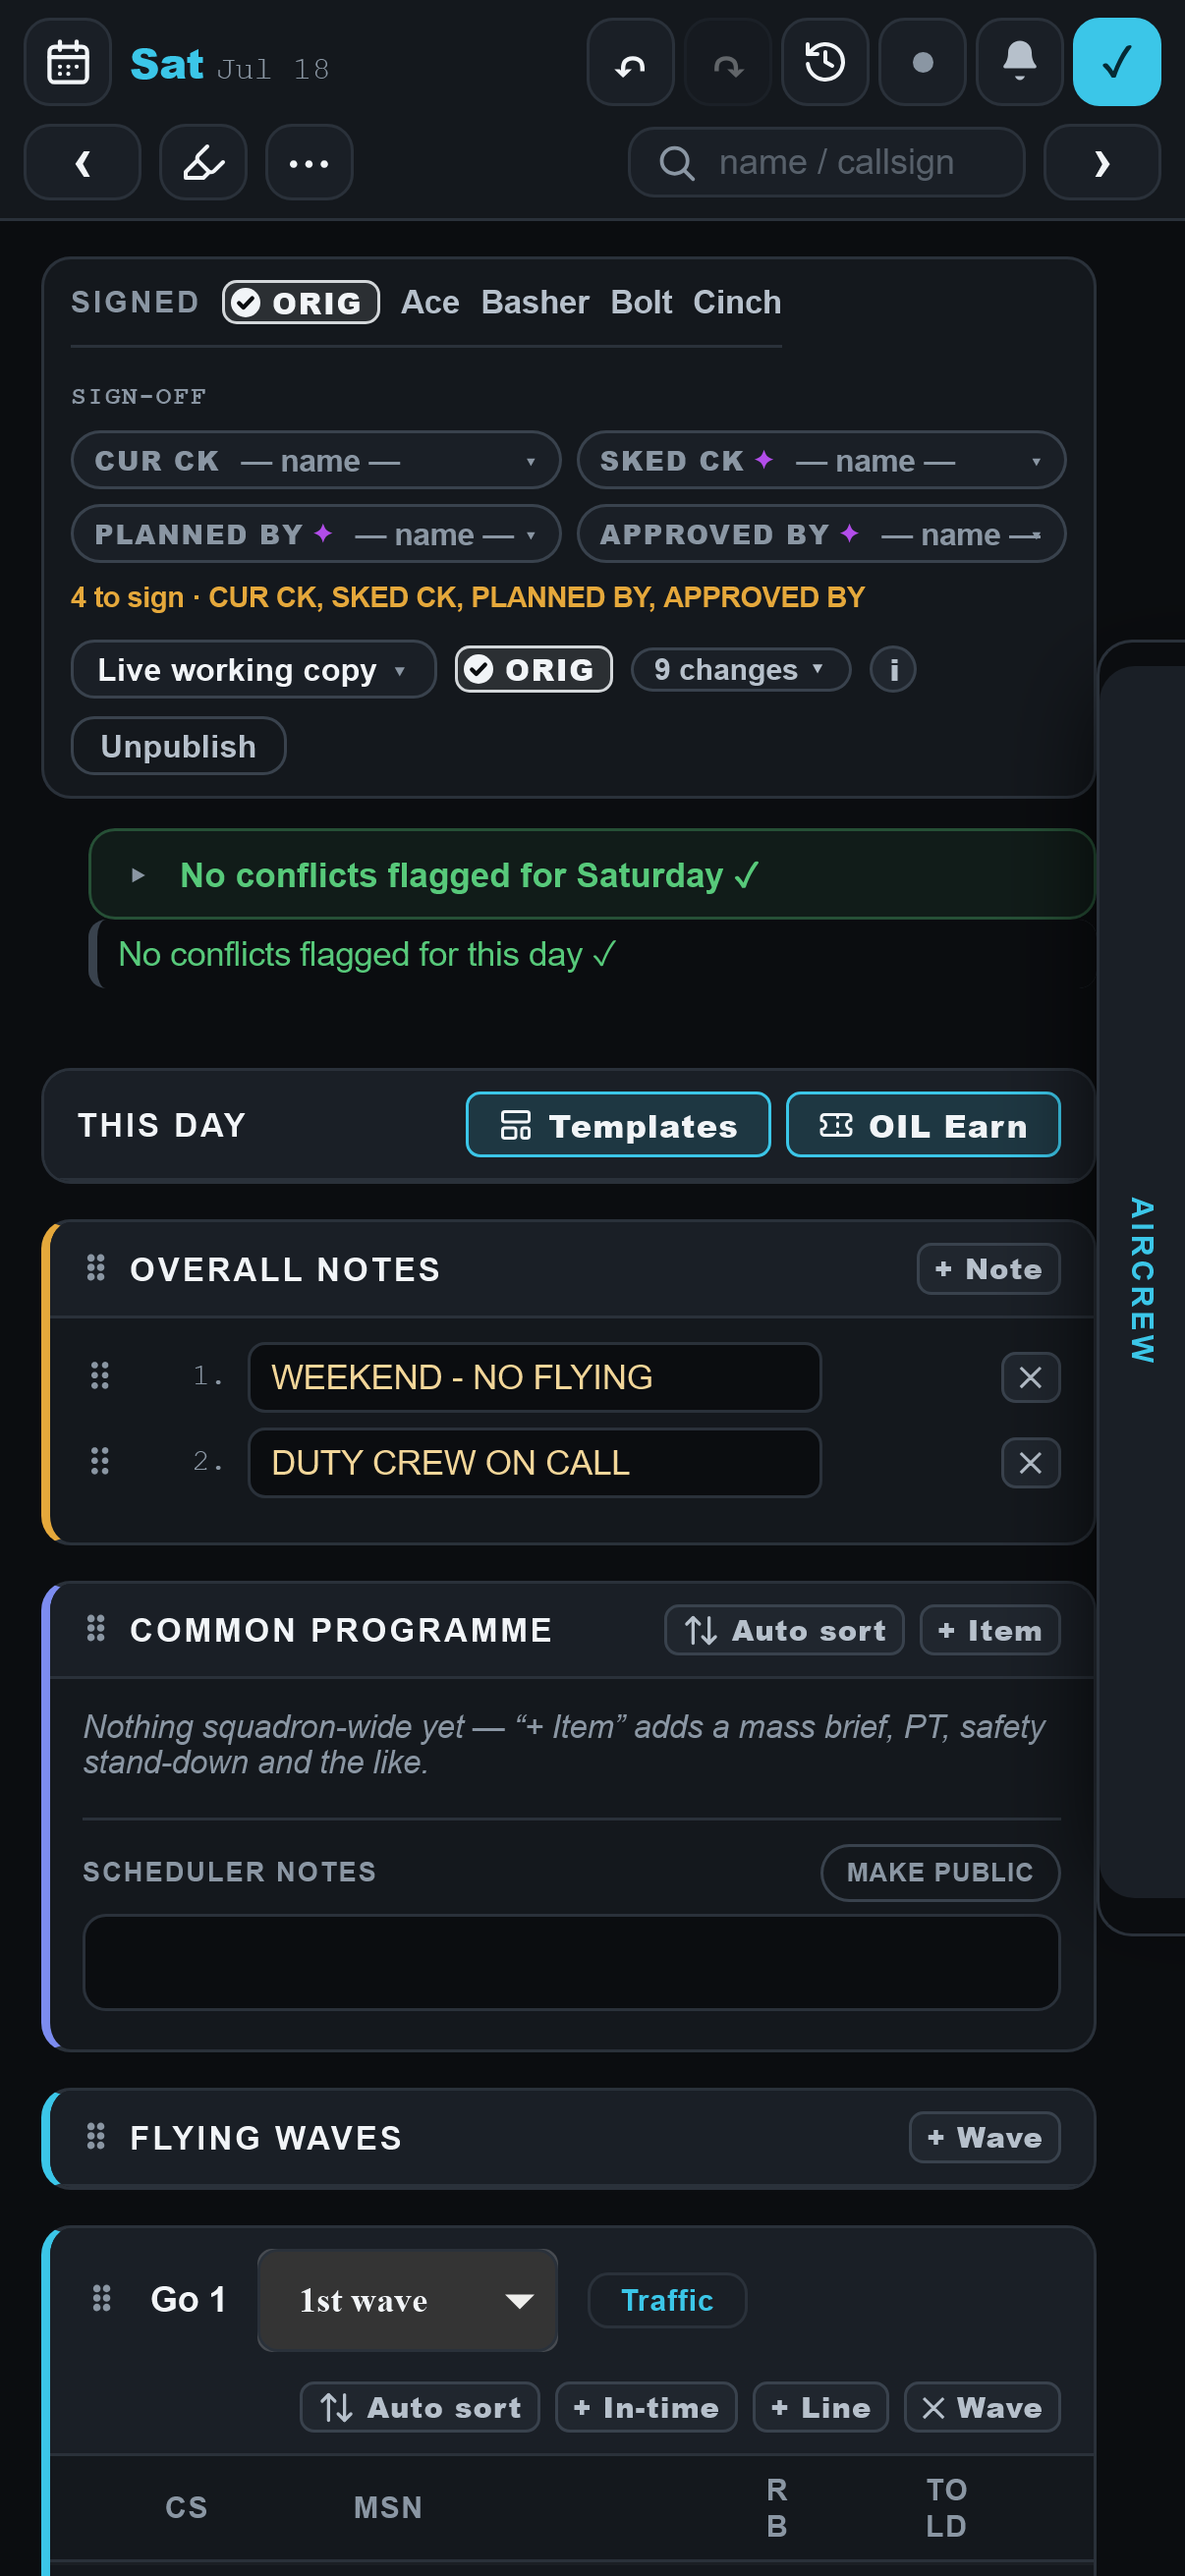 Sat Jul 18
name / callsign
SIGNED ORIG Ace Basher Bolt Cinch
SIGN-OFF
CUR CK — name —
SKED CK ✦ — name —
PLANNED BY ✦ — name —
APPROVED BY ✦ — name —
4 to sign · CUR CK, SKED CK, PLANNED BY, APPROVED BY
Live working copy ORIG 9 changes i
Unpublish
No conflicts flagged for Saturday ✓
No conflicts flagged for this day ✓
THIS DAY Templates OIL Earn
AIRCREW
OVERALL NOTES + Note
1. WEEKEND - NO FLYING
2. DUTY CREW ON CALL
COMMON PROGRAMME Auto sort + Item
Nothing squadron-wide yet — “+ Item” adds a mass brief, PT, safety
stand-down and the like.
SCHEDULER NOTES MAKE PUBLIC
FLYING WAVES + Wave
Go 1 1st wave Traffic
Auto sort + In-time + Line × Wave
CS MSN R B TO LD